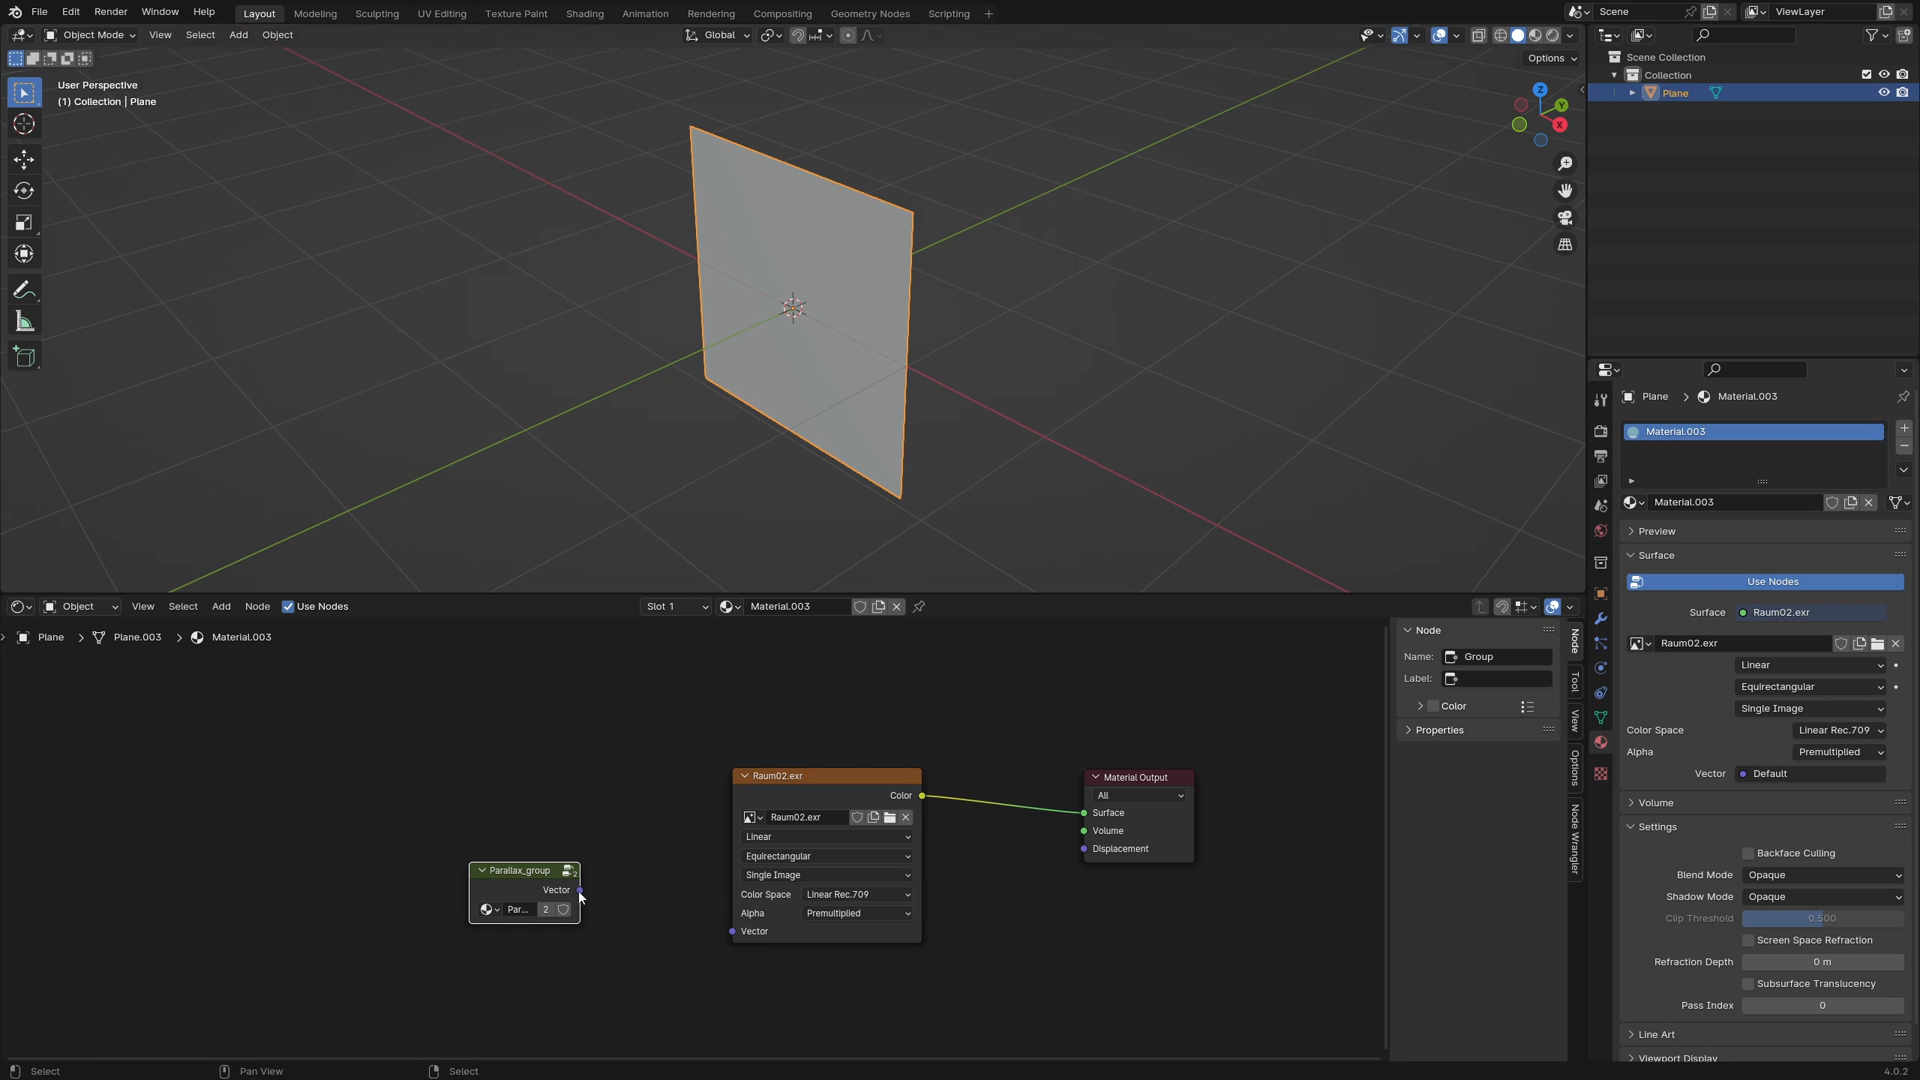 File Edit Render Window Help Layout Modeling Sculpting UV Editing Texture Paint Shading Animation Rendering Compositing Geometry Nodes Scripting + Scene ViewLayer
Object Mode View Select Add Object Global
Options
User Perspective
(1) Collection | Plane
Z
Y
X
Scene Collection
Collection
Plane
Plane > Material.003
Material.003
Material.003
Preview
Surface
Use Nodes
Surface Raum02.exr
Raum02.exr
Linear
Equirectangular
Single Image
Color Space Linear Rec.709
Alpha Premultiplied
Vector Default
Volume
Settings
Backface Culling
Blend Mode Opaque
Shadow Mode Opaque
Clip Threshold 0.500
Screen Space Refraction
Refraction Depth 0 m
Subsurface Translucency
Pass Index 0
Line Art
Viewport Display
Object View Select Add Node Use Nodes Slot 1 Material.003
Plane > Plane.003 > Material.003
Parallax_group 2
Vector
Par... 2
Raum02.exr
Color
Raum02.exr
Linear
Equirectangular
Single Image
Color Space Linear Rec.709
Alpha Premultiplied
Vector
Material Output
All
Surface
Volume
Displacement
Node
Name: Group
Label:
Color
Properties
Node
Tool
View
Options
Node Wrangler
Select Pan View Select 4.0.2